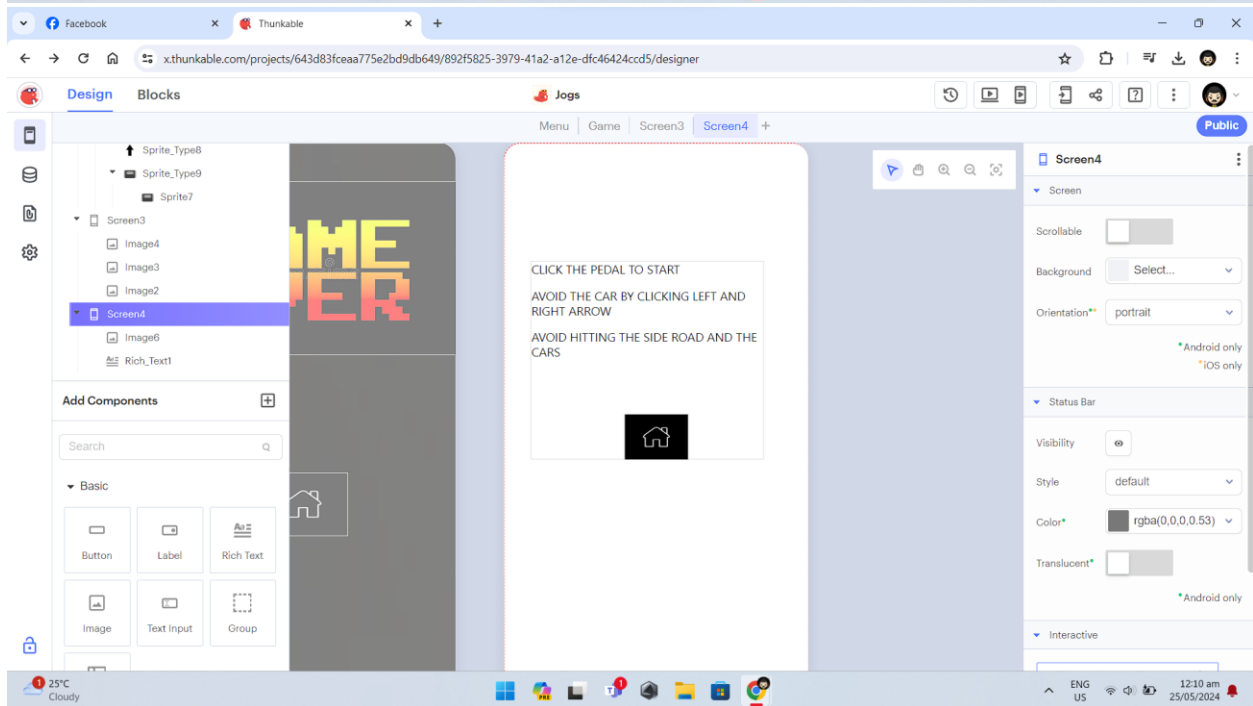 Facebook
Thunkable
x.thunkable.com/projects/643d83fceaa775e2bd9db649/892f5825-3979-41a2-a12e-dfc46424ccd5/designer
Design Blocks
Jogs
Menu Game Screen3 Screen4 +
Public
Sprite_Type8
Sprite_Type9
Sprite7
Screen3
Image4
Image3
Image2
Screen4
Image6
Rich_Text1
Add Components
Search
Basic
Button Label Rich Text
Image Text Input Group
CLICK THE PEDAL TO START
AVOID THE CAR BY CLICKING LEFT AND
RIGHT ARROW
AVOID HITTING THE SIDE ROAD AND THE
CARS
Screen4
Screen
Scrollable
Background Select...
Orientation** portrait
*Android only
*iOS only
Status Bar
Visibility
Style default
Color* rgba(0,0,0,0.53)
Translucent*
*Android only
Interactive
1
25°C
Cloudy
ENG
US
12:10 am
25/05/2024